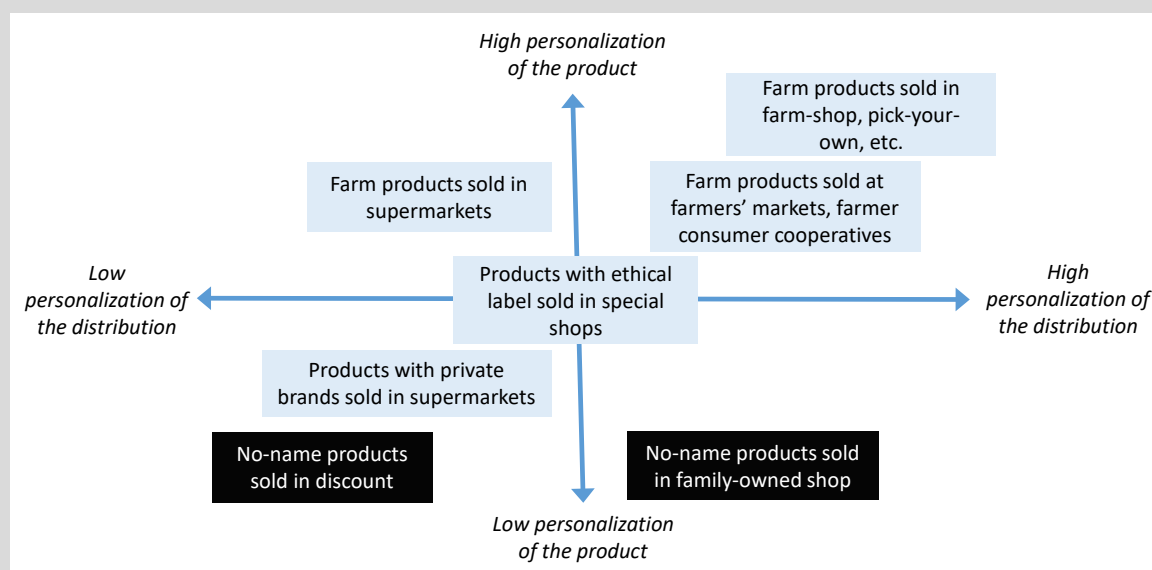 High personalization
of the product
Farm products sold in
farm-shop, pick-your-
own, etc.
Farm products sold in
supermarkets
Farm products sold at
farmers’ markets, farmer
consumer cooperatives
Low
personalization of
the distribution
Products with ethical
label sold in special
shops
High
personalization of
the distribution
Products with private
brands sold in supermarkets
No-name products
sold in discount
No-name products sold
in family-owned shop
Low personalization
of the product